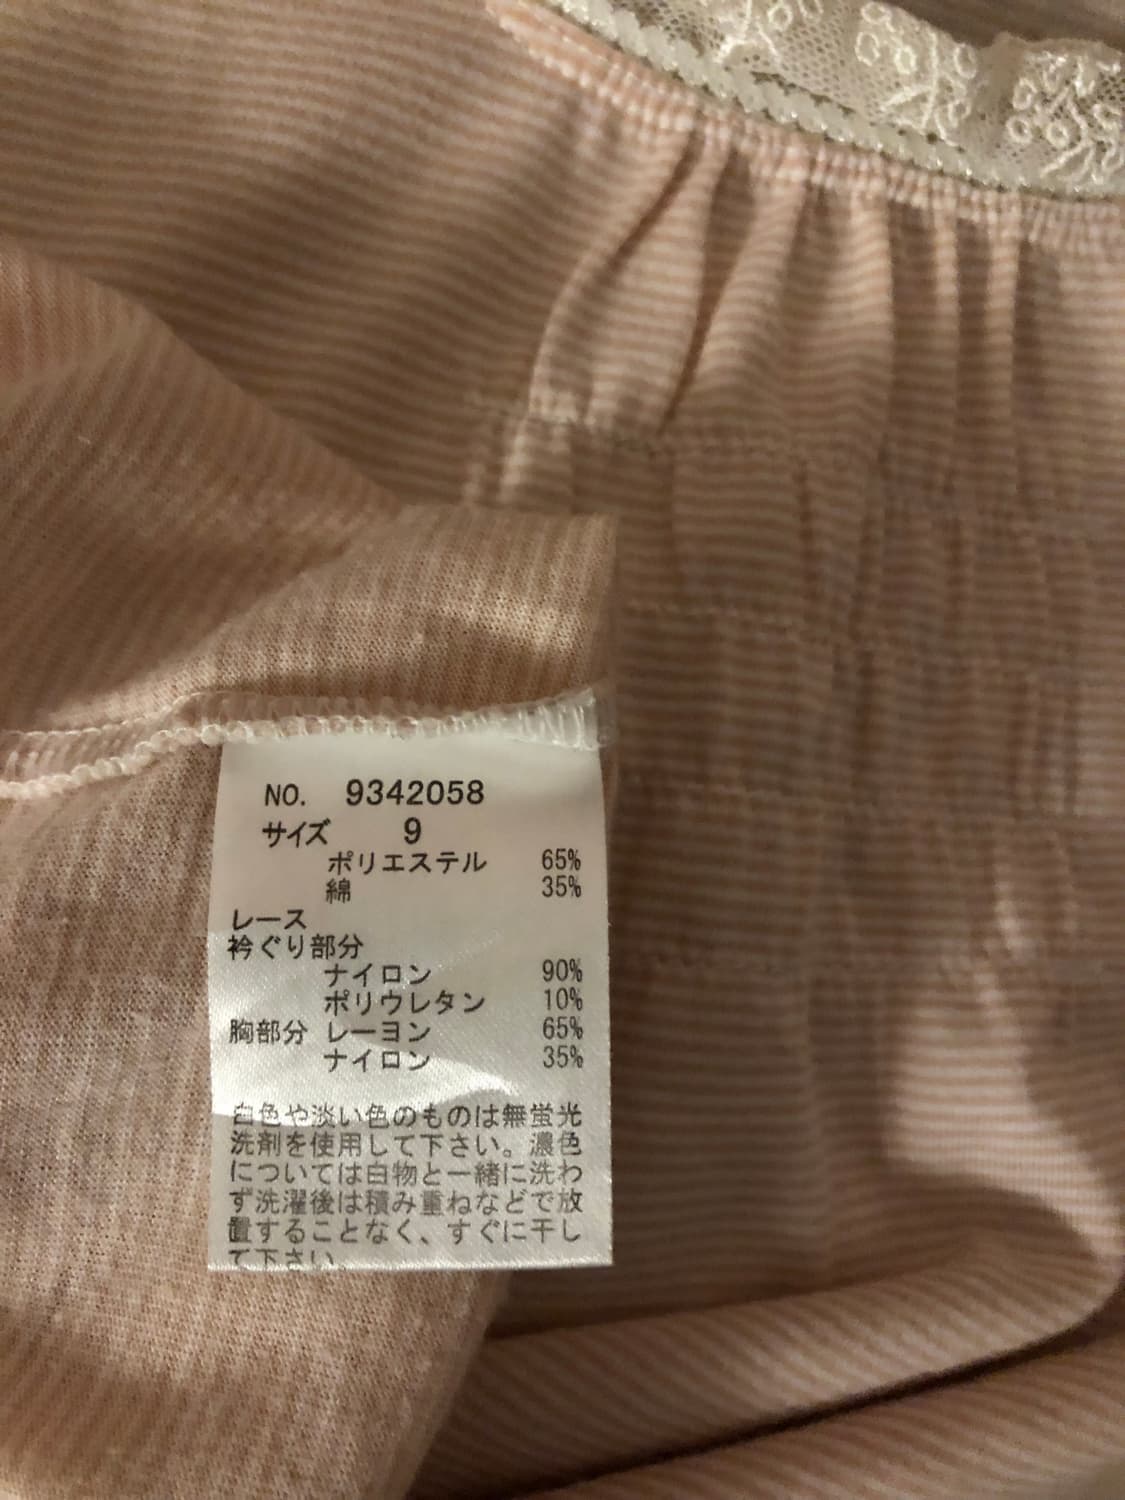 NO. 9342058
サイズ 9
ポリエステル 65%
綿 35%
レース
衿ぐり部分
ナイロン 90%
ポリウレタン 10%
胸部分 レーヨン 65%
ナイロン 35%
白色や淡い色のものは無蛍光
洗剤を使用して下さい。濃色
については白物と一緒に洗わ
ず洗濯後は積み重ねなどで放
置することなく、すぐに干し
て下さい。